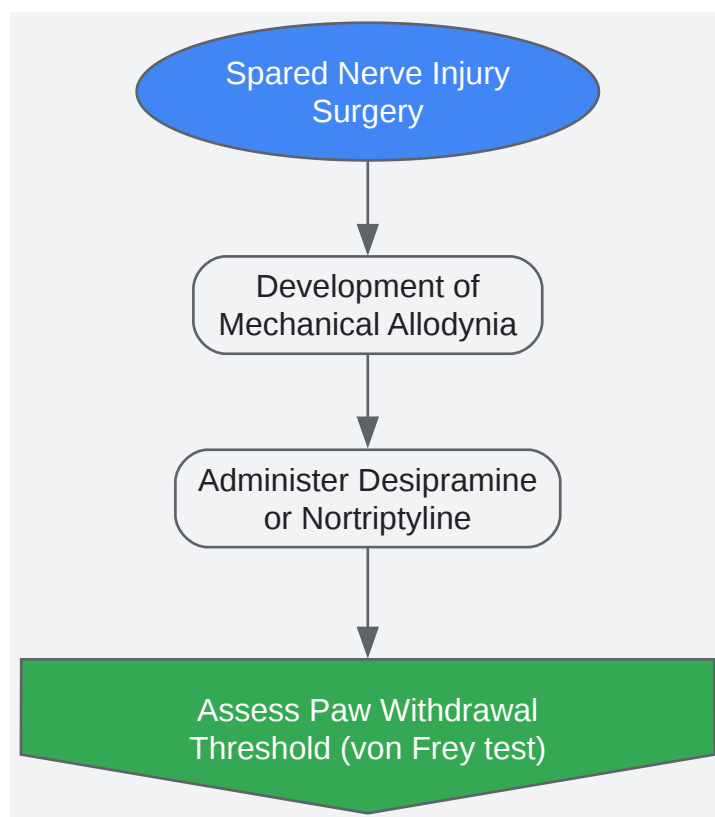 Spared Nerve Injury
Surgery
Development of
Mechanical Allodynia
Administer Desipramine
or Nortriptyline
Assess Paw Withdrawal
Threshold (von Frey test)